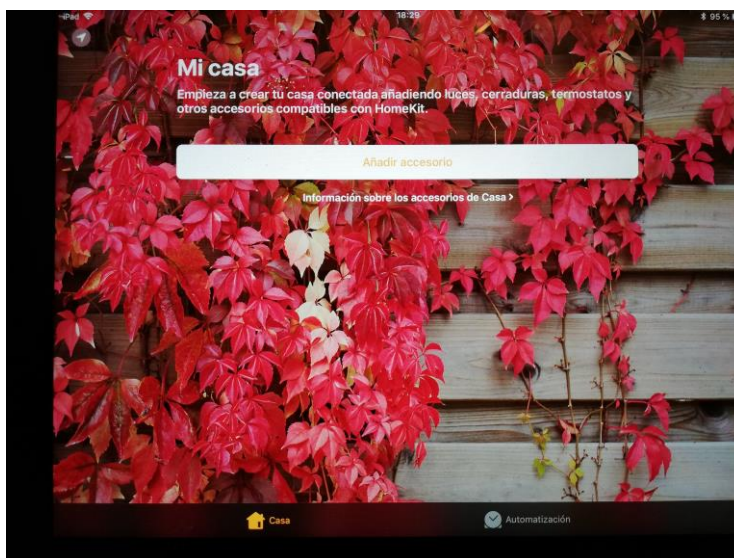 iPad
18:29
95 %
Mi casa
Empieza a crear tu casa conectada añadiendo luces, cerraduras, termostatos y
otros accesorios compatibles con HomeKit.
Añadir accesorio
Información sobre los accesorios de Casa >
Casa
Automatización